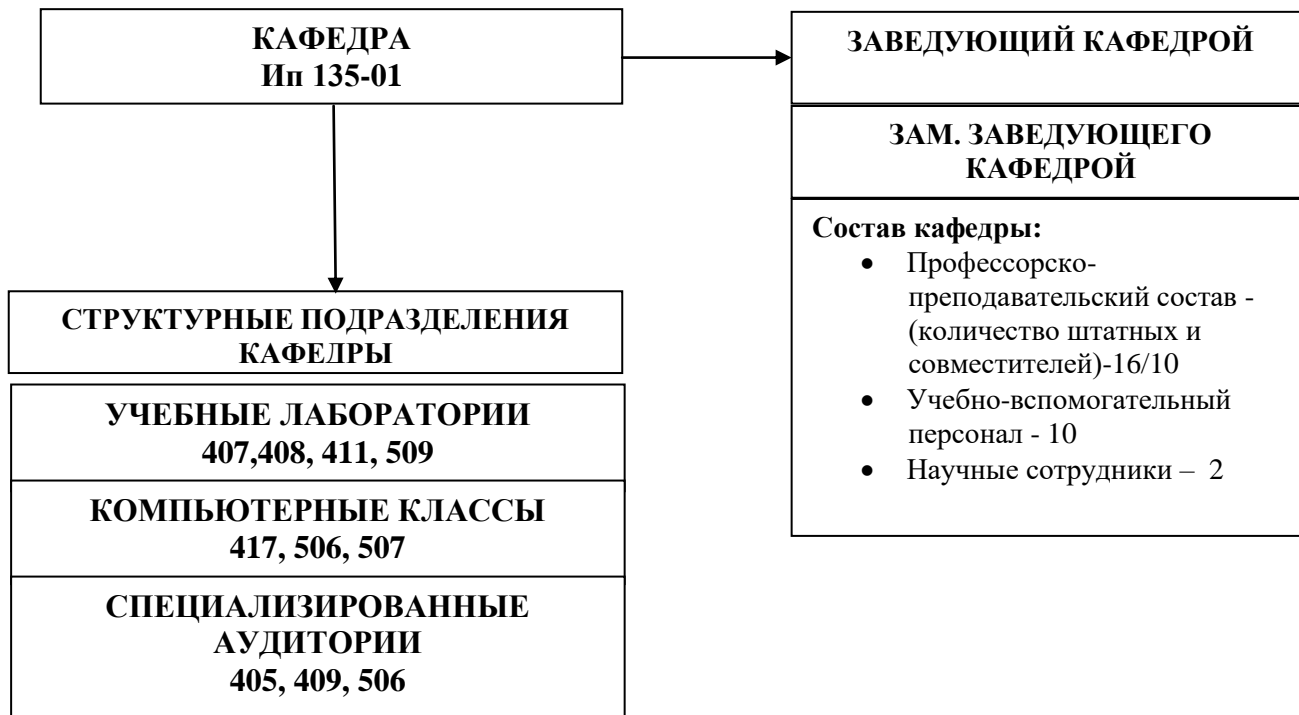 КАФЕДРА
Ип 135-01
ЗАВЕДУЮЩИЙ КАФЕДРОЙ
ЗАМ. ЗАВЕДУЮЩЕГО
КАФЕДРОЙ
Состав кафедры:
• Профессорско-
преподавательский состав -
(количество штатных и
совместителей)-16/10
• Учебно-вспомогательный
персонал - 10
• Научные сотрудники – 2
СТРУКТУРНЫЕ ПОДРАЗДЕЛЕНИЯ
КАФЕДРЫ
УЧЕБНЫЕ ЛАБОРАТОРИИ
407,408, 411, 509
КОМПЬЮТЕРНЫЕ КЛАССЫ
417, 506, 507
СПЕЦИАЛИЗИРОВАННЫЕ
АУДИТОРИИ
405, 409, 506